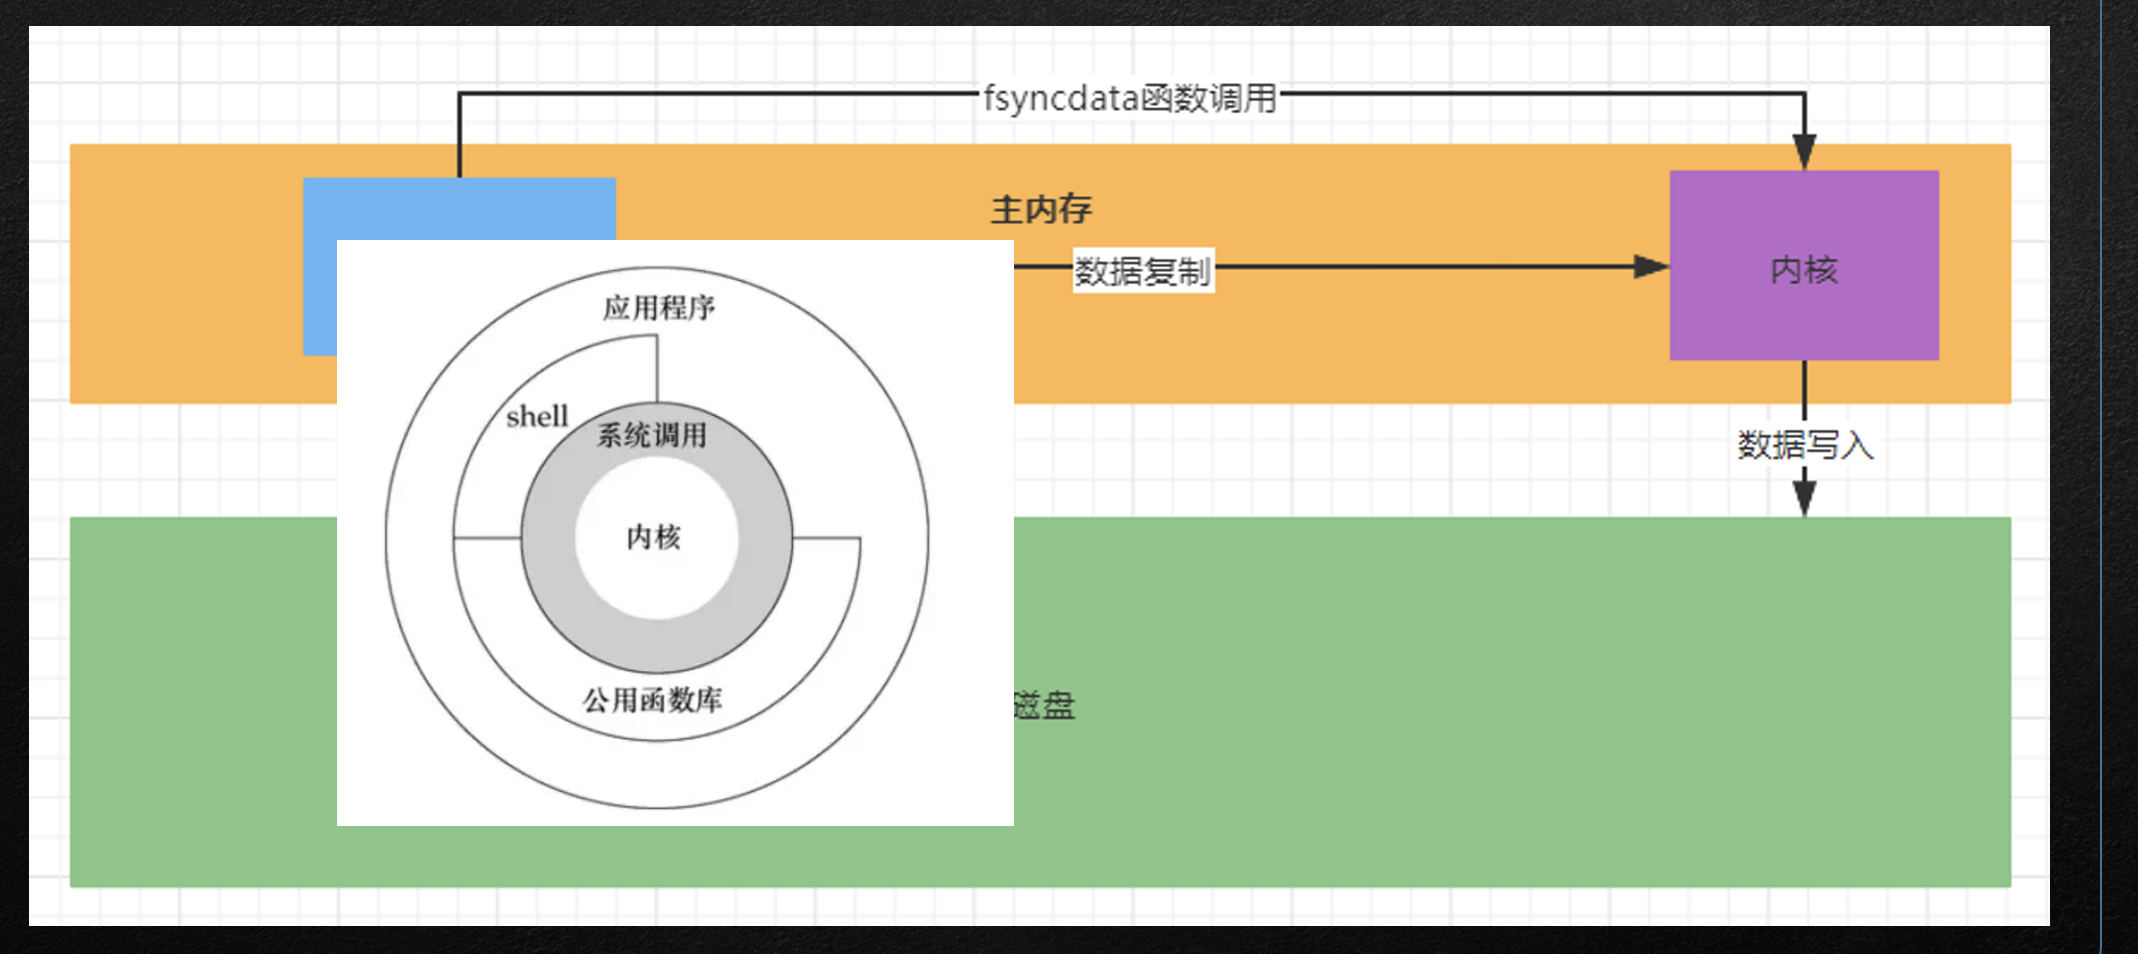 fsyncdata函数调用
主内存
数据复制
内核
应用程序
shell
系统调用
内核
公用函数库
数据写入
磁盘